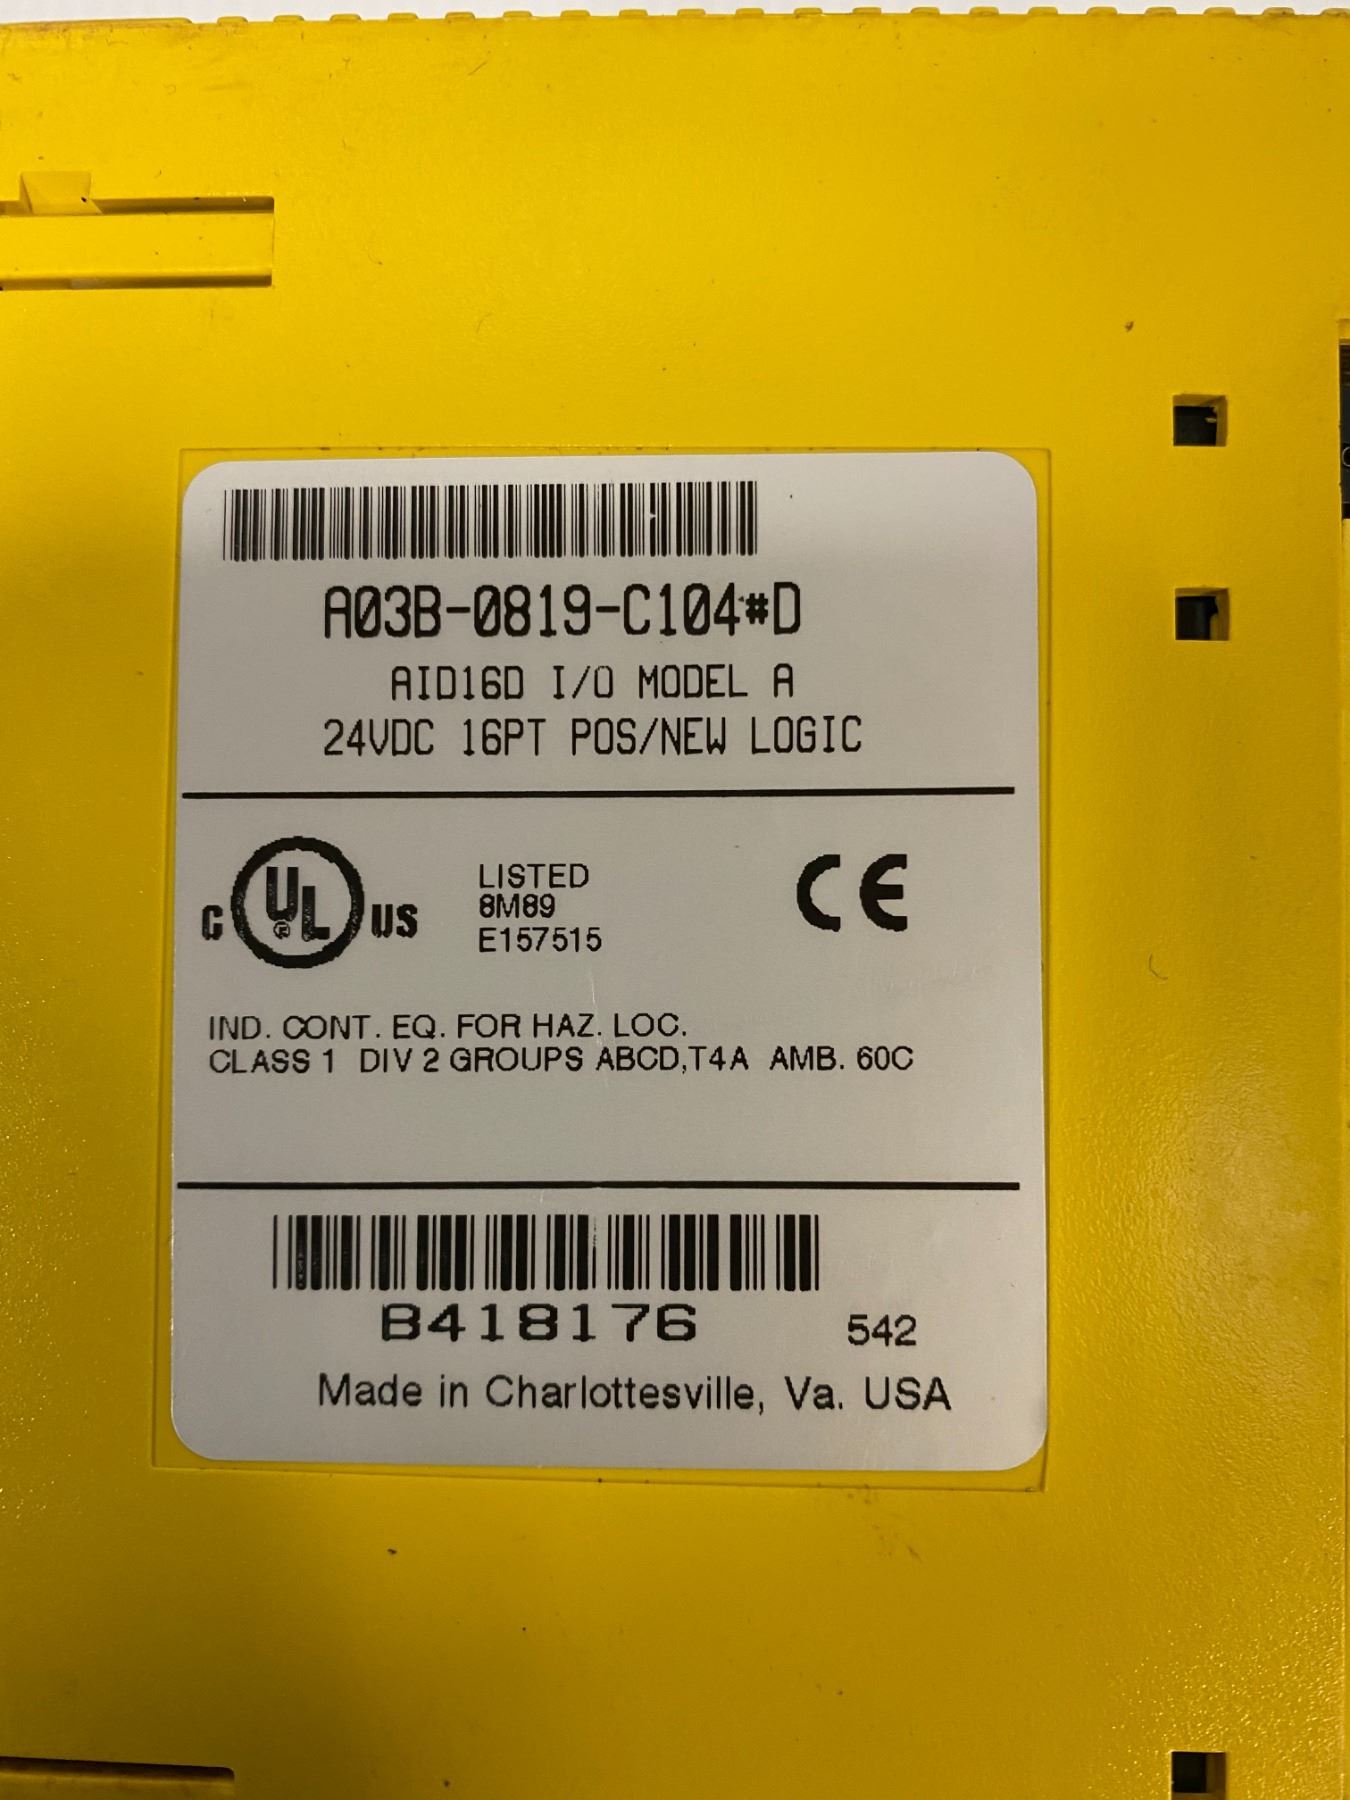 A03B-0819-C104#D
AID16D I/O MODEL A
24VDC 16PT POS/NEW LOGIC
C UL ® US
LISTED
8M89
E157515
CE
IND. CONT. EQ. FOR HAZ. LOC.
CLASS 1 DIV 2 GROUPS ABCD,T4A AMB. 60C
B418176 542
Made in Charlottesville, Va. USA